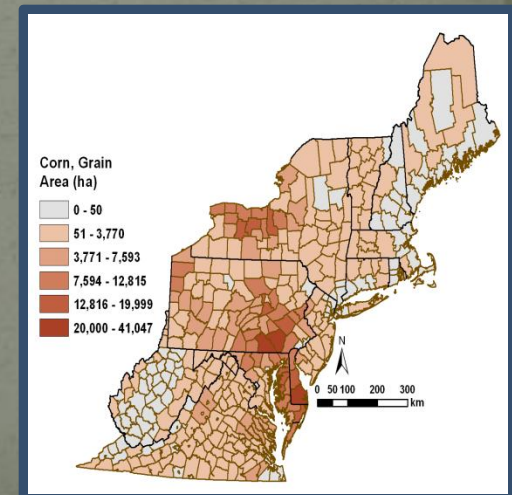 Corn, Grain
Area (ha)
0 - 50
51 - 3,770
3,771 - 7,593
7,594 - 12,815
12,816 - 19,999
20,000 - 41,047
N
0 50 100 200 300
km